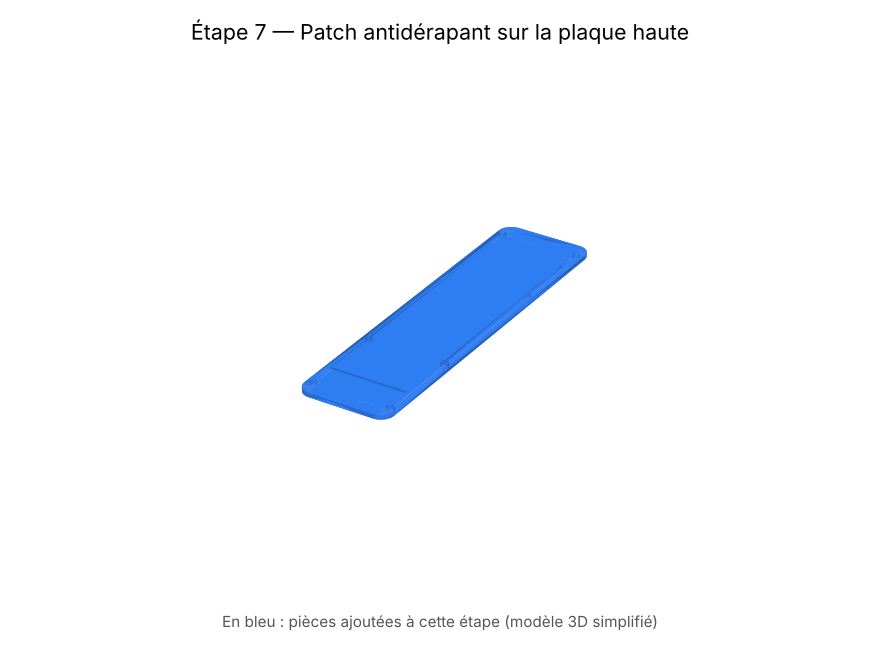 Étape 7 — Patch antidérapant sur la plaque haute
En bleu : pièces ajoutées à cette étape (modèle 3D simplifié)